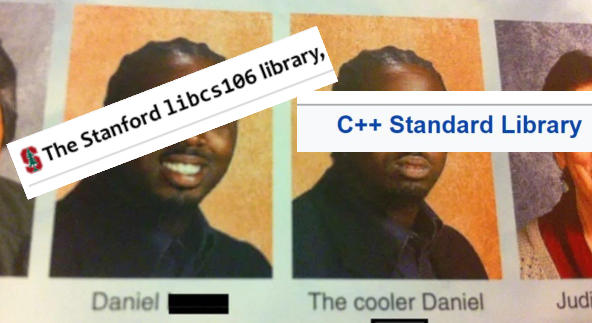 The Stanford libcs106 library,
C++ Standard Library
Daniel
The cooler Daniel
Judi